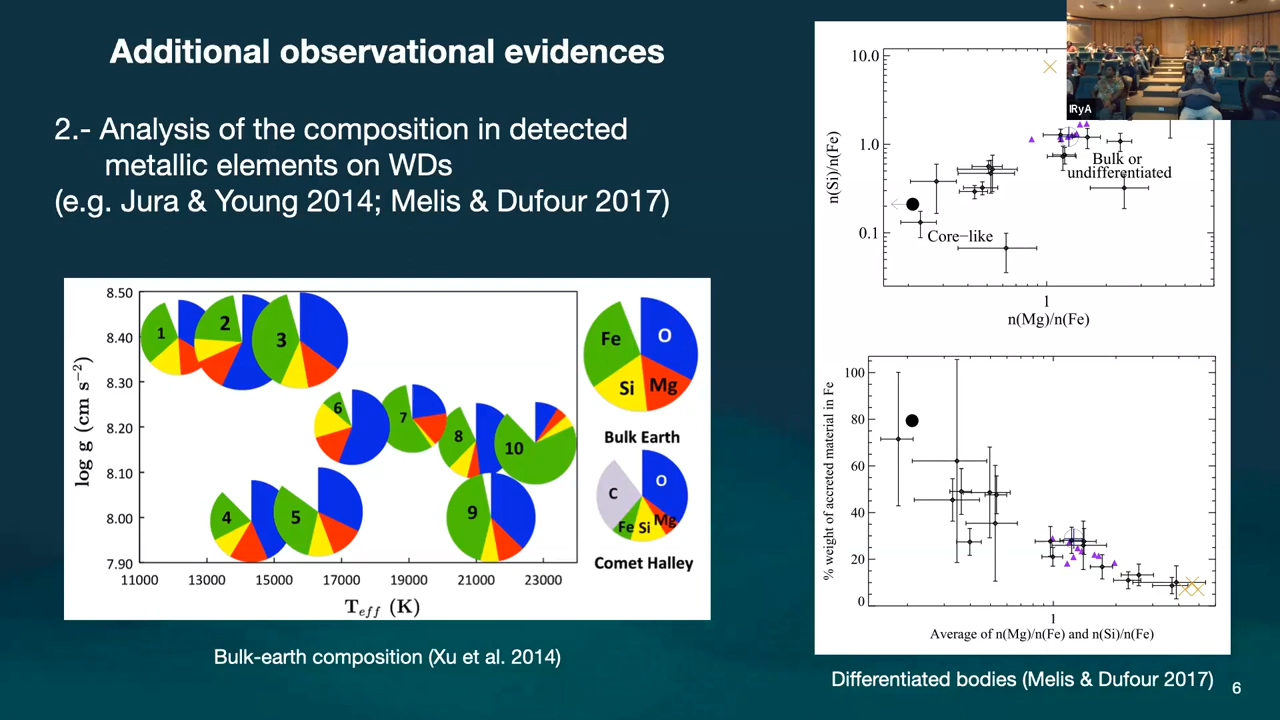 Additional observational evidences
2.- Analysis of the composition in detected
metallic elements on WDs
(e.g. Jura & Young 2014; Melis & Dufour 2017)
8.50
8.40
8.30
8.20
8.10
8.00
7.90
log g (cm s⁻²)
1
2
3
6
7
8
10
4
5
9
11000
13000
15000
17000
19000
21000
23000
T_eff (K)
Fe
O
Si
Mg
Bulk Earth
C
O
Fe
Si
Mg
Comet Halley
Bulk-earth composition (Xu et al. 2014)
IRyA
10.0
1.0
0.1
n(Si)/n(Fe)
Bulk or
undifferentiated
Core-like
1
n(Mg)/n(Fe)
100
80
60
40
20
0
% weight of accreted material in Fe
1
Average of n(Mg)/n(Fe) and n(Si)/n(Fe)
Differentiated bodies (Melis & Dufour 2017)
6